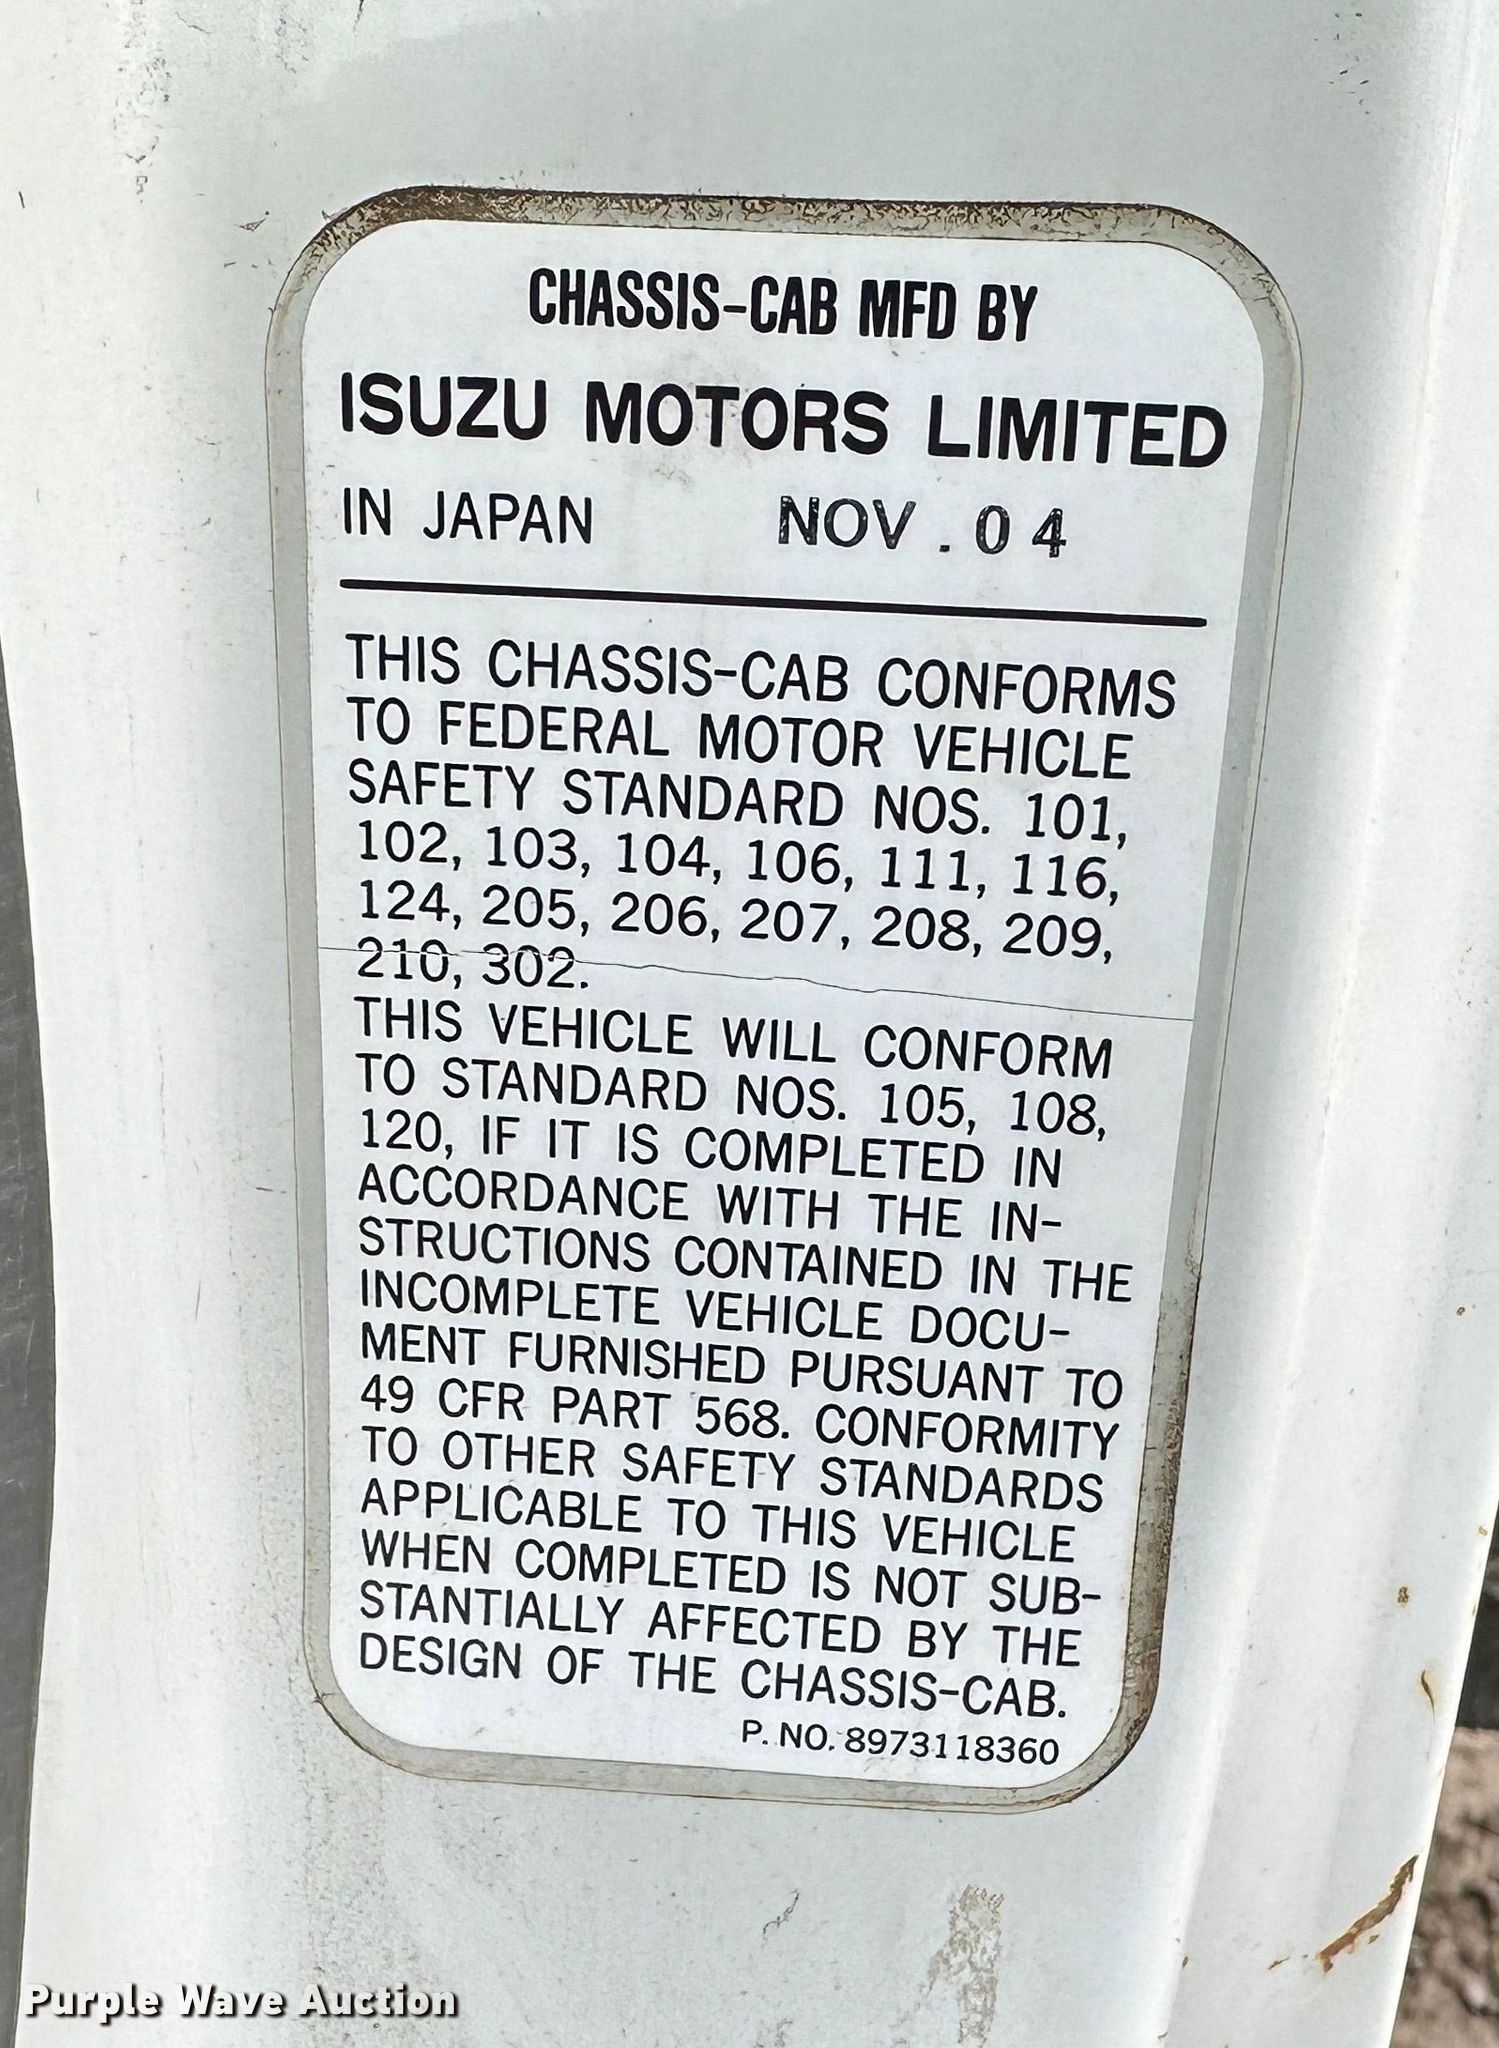 CHASSIS-CAB MFD BY
ISUZU MOTORS LIMITED
IN JAPAN NOV . 04
THIS CHASSIS-CAB CONFORMS
TO FEDERAL MOTOR VEHICLE
SAFETY STANDARD NOS. 101,
102, 103, 104, 106, 111, 116,
124, 205, 206, 207, 208, 209,
210, 302.
THIS VEHICLE WILL CONFORM
TO STANDARD NOS. 105, 108,
120, IF IT IS COMPLETED IN
ACCORDANCE WITH THE IN-
STRUCTIONS CONTAINED IN THE
INCOMPLETE VEHICLE DOCU-
MENT FURNISHED PURSUANT TO
49 CFR PART 568. CONFORMITY
TO OTHER SAFETY STANDARDS
APPLICABLE TO THIS VEHICLE
WHEN COMPLETED IS NOT SUB-
STANTIALLY AFFECTED BY THE
DESIGN OF THE CHASSIS-CAB.
P. NO. 8973118360
Purple Wave Auction